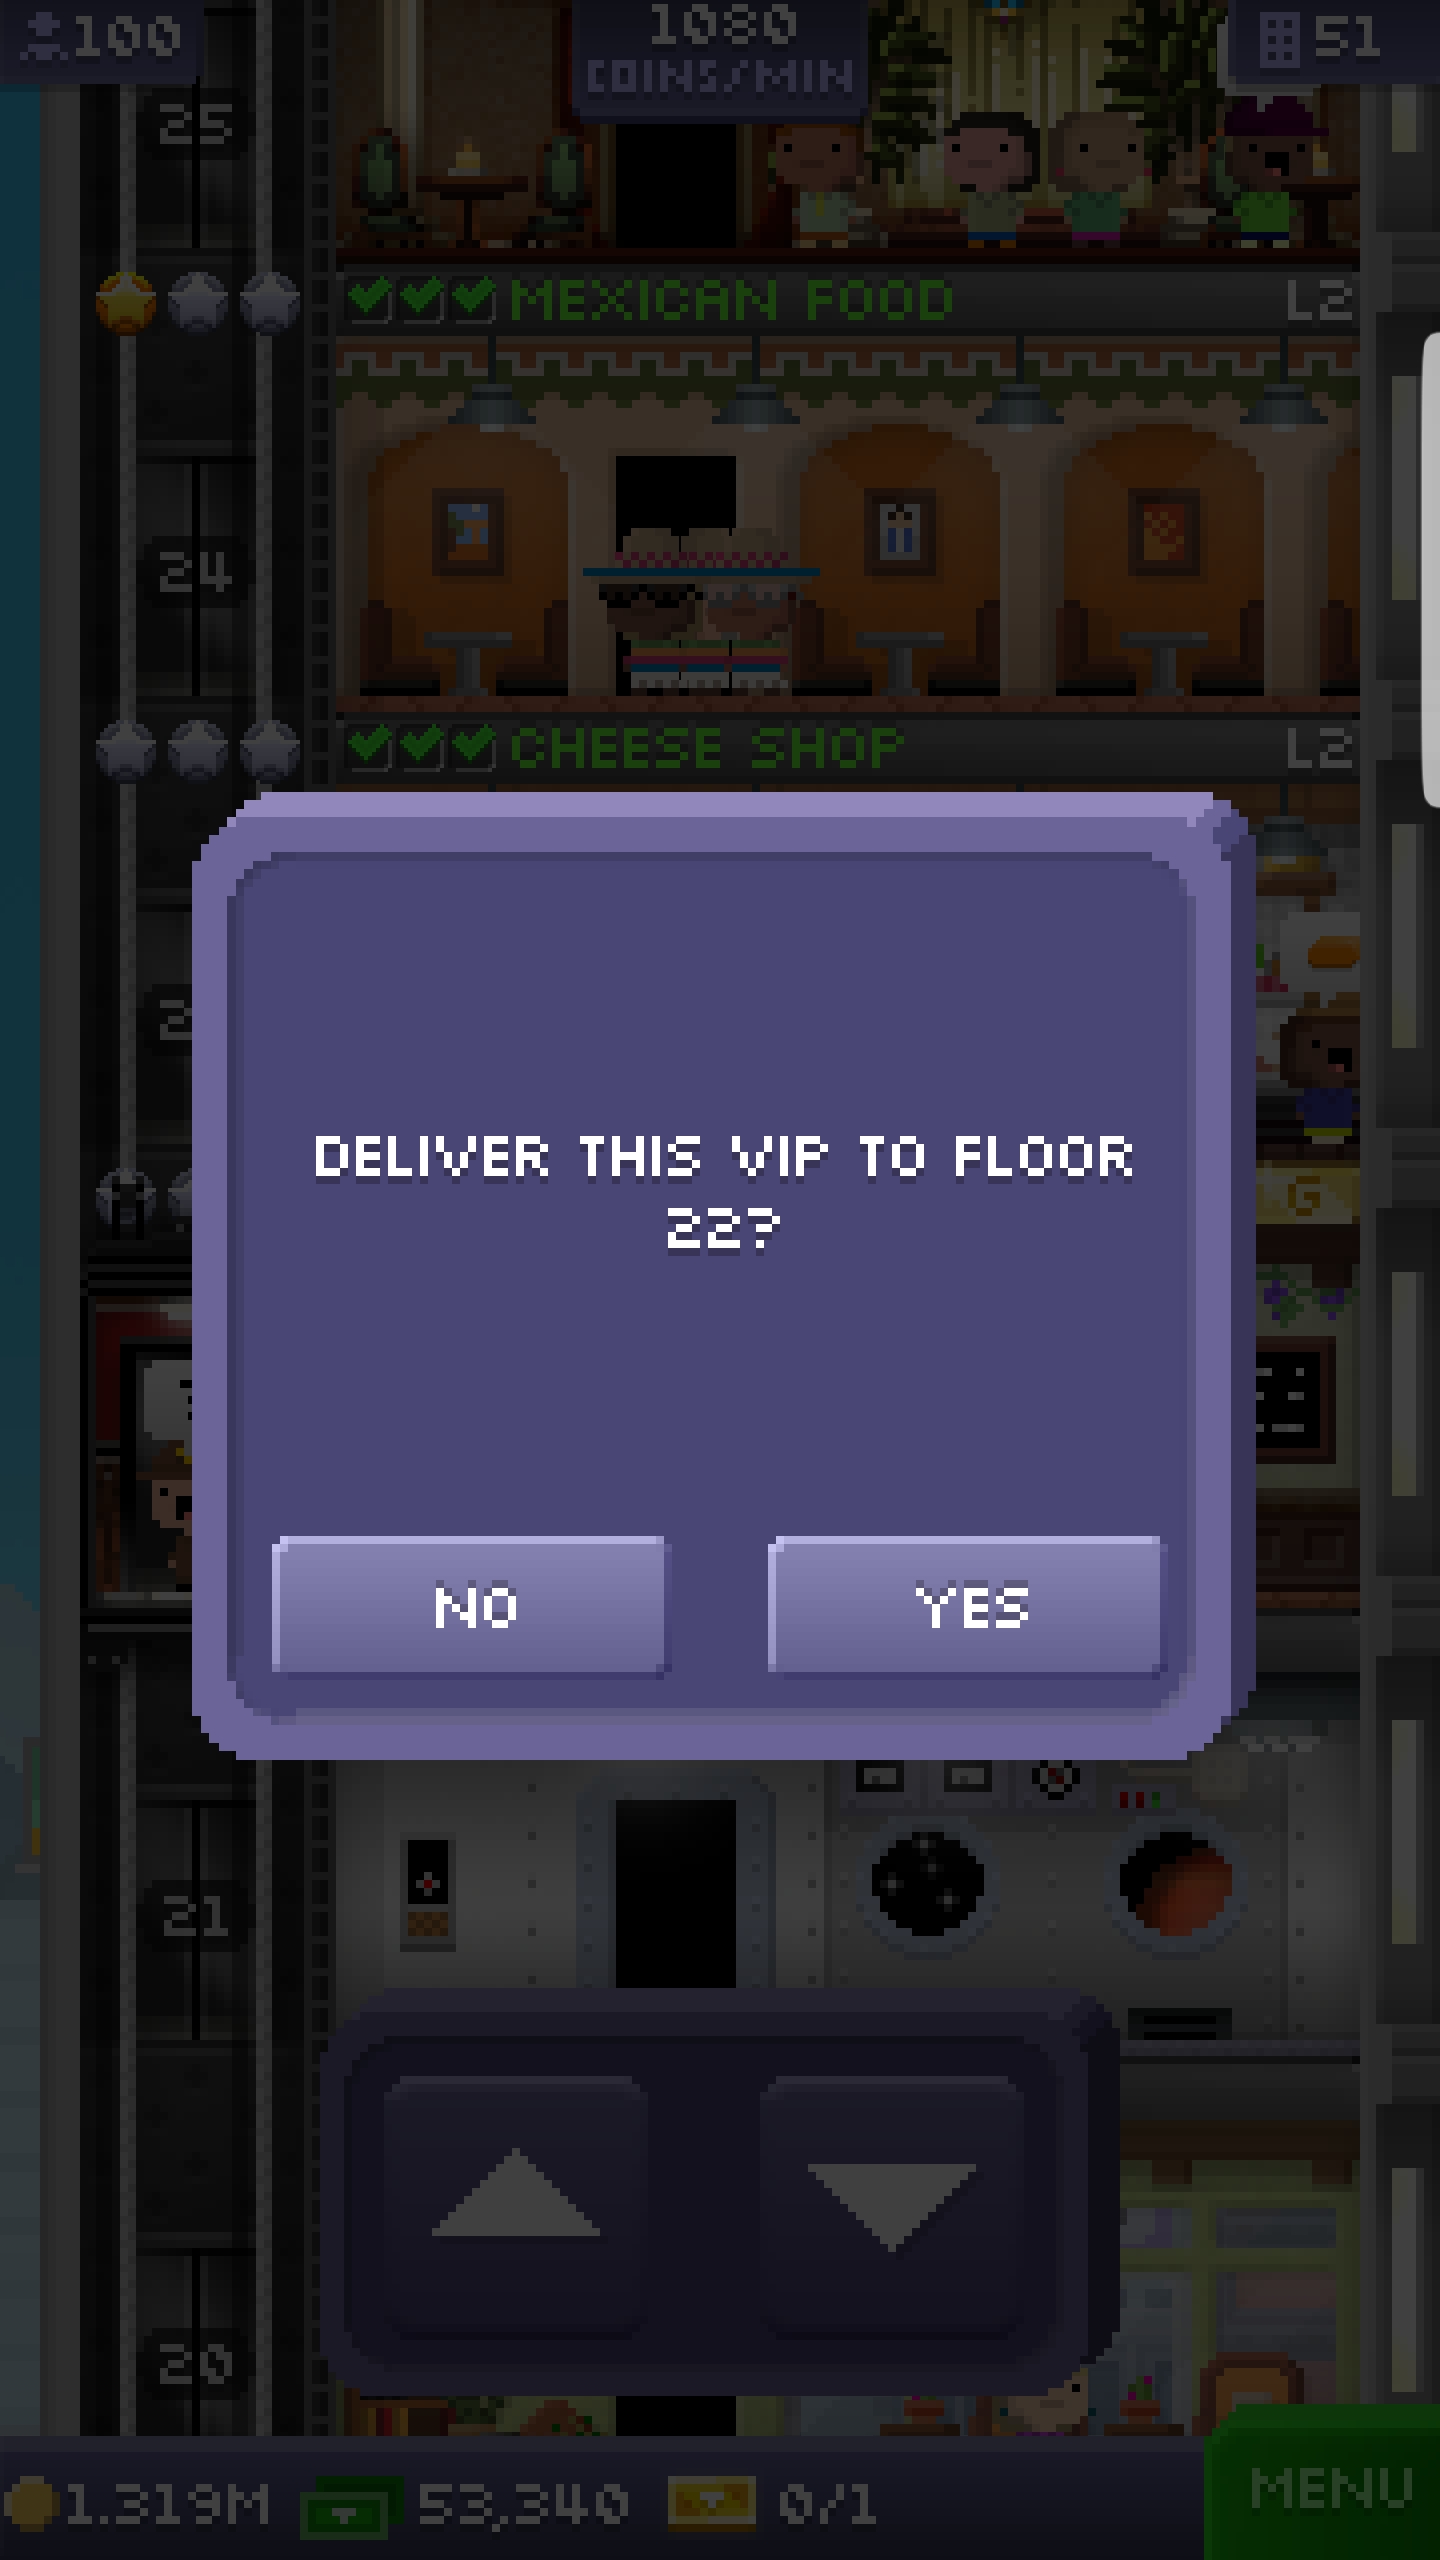 100
1080
COINS/MIN
51
25
MEXICAN FOOD L2
24
CHEESE SHOP L2
DELIVER THIS VIP TO FLOOR
22?
G
NO YES
21
20
1.319M 53,340 0/1 MENU